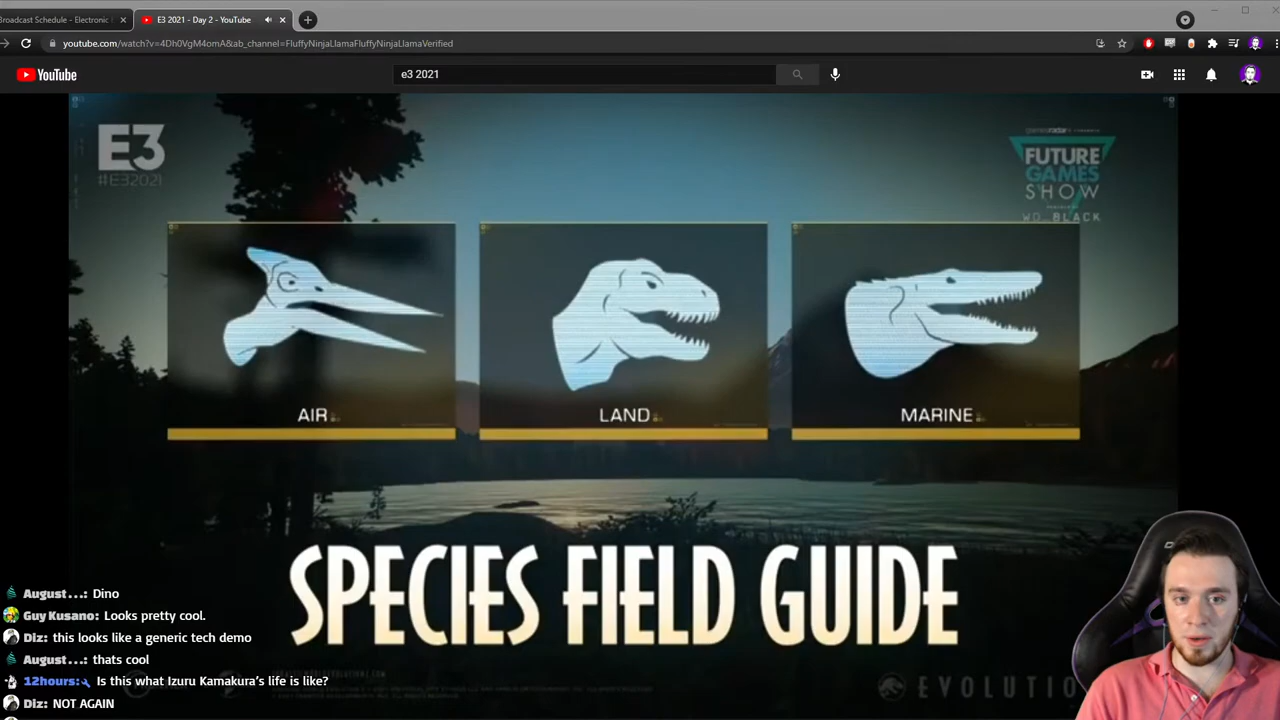 Broadcast Schedule - Electronic
E3 2021 - Day 2 - YouTube
youtube.com/watch?v=4Dh0VgM4omA&ab_channel=FluffyNinjaLlamaFluffyNinjaLlamaVerified
YouTube
e3 2021
E3
#E32021
FUTURE
GAMES
SHOW
WD_BLACK
AIR
LAND
MARINE
SPECIES FIELD GUIDE
EVOLUTIO
August...: Dino
Guy Kusano: Looks pretty cool.
Diz: this looks like a generic tech demo
August...: thats cool
12hours: Is this what Izuru Kamakura's life is like?
Diz: NOT AGAIN